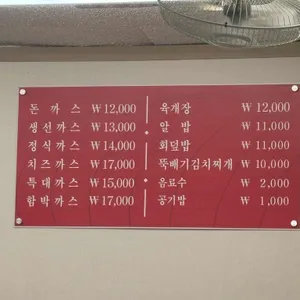 돈 까 스 ₩12,000
생선까스 ₩13,000
정식까스 ₩14,000
치즈까스 ₩17,000
특대까스 ₩15,000
함박까스 ₩17,000
육개장 ₩12,000
알 밥 ₩11,000
회덮밥 ₩11,000
뚝배기김치찌개 ₩10,000
음료수 ₩ 2,000
공기밥 ₩ 1,000